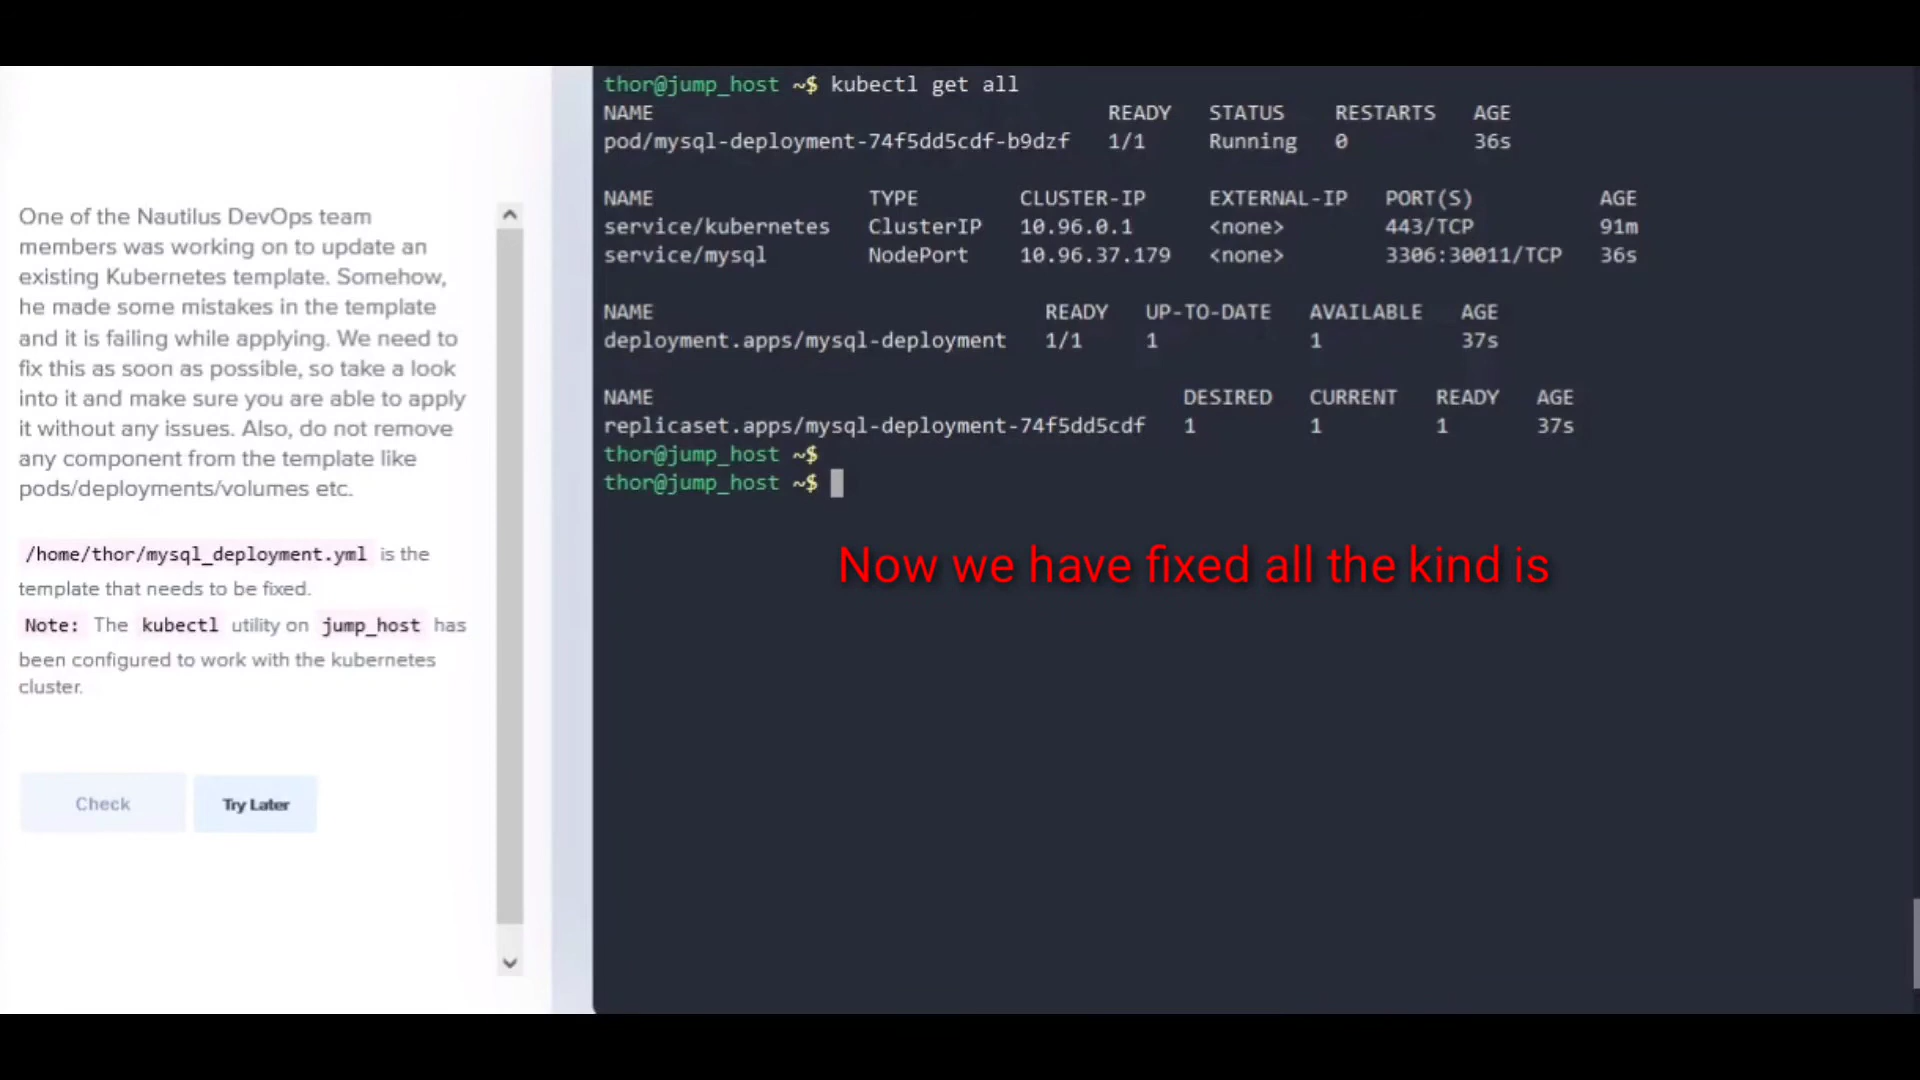 One of the Nautilus DevOps team
members was working on to update an
existing Kubernetes template. Somehow,
he made some mistakes in the template
and it is failing while applying. We need to
fix this as soon as possible, so take a look
into it and make sure you are able to apply
it without any issues. Also, do not remove
any component from the template like
pods/deployments/volumes etc.
/home/thor/mysql_deployment.yml is the
template that needs to be fixed.
Note: The kubectl utility on jump_host has
been configured to work with the kubernetes
cluster.
Check Try Later
thor@jump_host ~$ kubectl get all
NAME READY STATUS RESTARTS AGE
pod/mysql-deployment-74f5dd5cdf-b9dzf 1/1 Running 0 36s
NAME TYPE CLUSTER-IP EXTERNAL-IP PORT(S) AGE
service/kubernetes ClusterIP 10.96.0.1 <none> 443/TCP 91m
service/mysql NodePort 10.96.37.179 <none> 3306:30011/TCP 36s
NAME READY UP-TO-DATE AVAILABLE AGE
deployment.apps/mysql-deployment 1/1 1 1 37s
NAME DESIRED CURRENT READY AGE
replicaset.apps/mysql-deployment-74f5dd5cdf 1 1 1 37s
thor@jump_host ~$
thor@jump_host ~$
Now we have fixed all the kind is